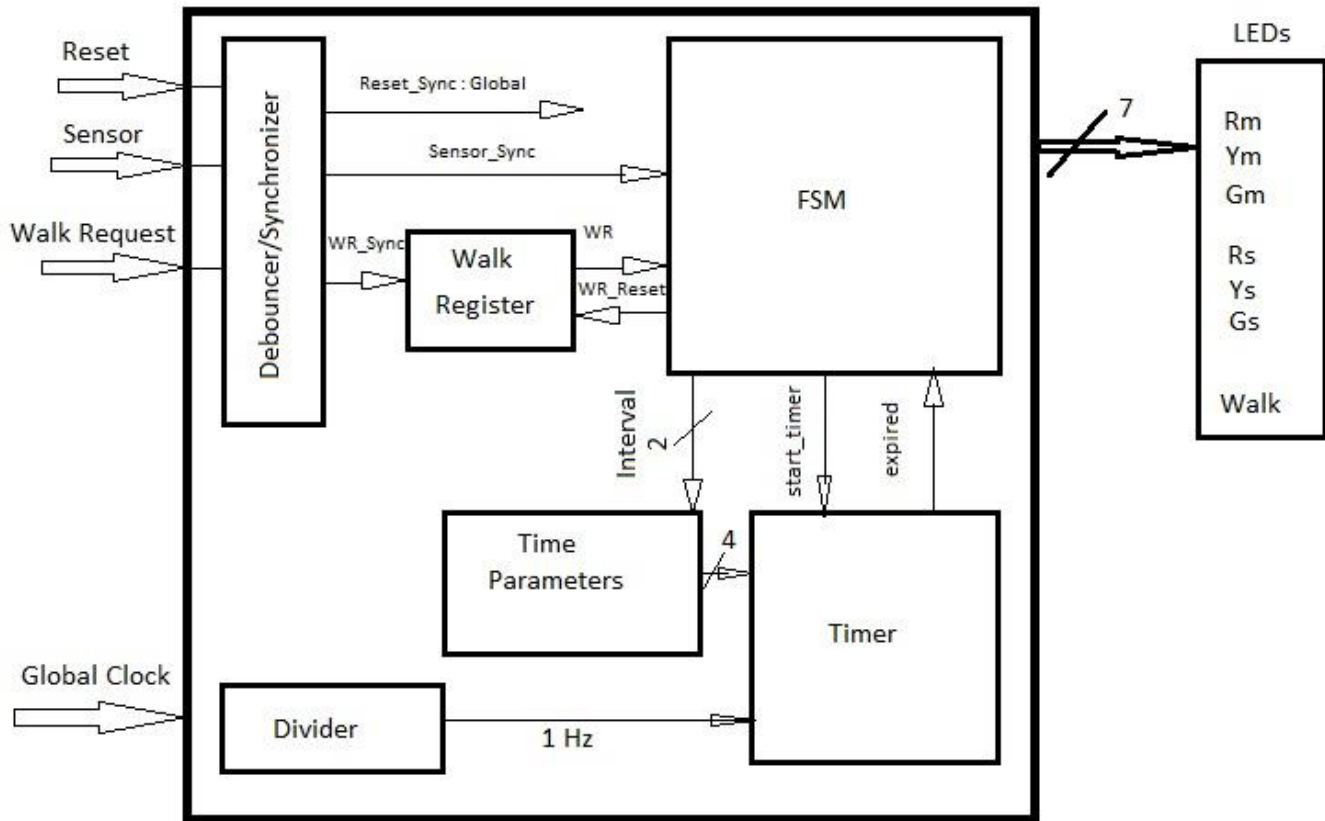 Reset
Sensor
Walk Request
Global Clock
Debouncer/Synchronizer
Reset_Sync : Global
Sensor_Sync
WR_Sync
Walk
Register
WR
WR_Reset
FSM
Interval
2
start_timer
expired
Time
Parameters
4
Timer
Divider
1 Hz
7
LEDs
Rm
Ym
Gm
Rs
Ys
Gs
Walk